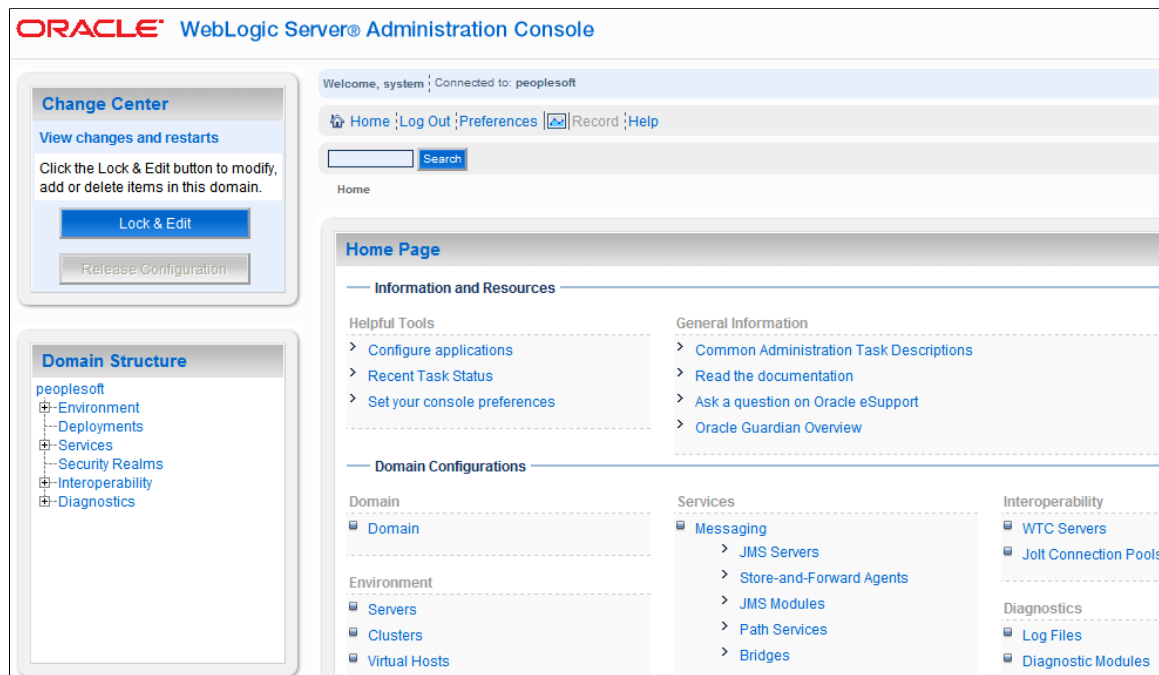 ORACLE® WebLogic Server® Administration Console
Change Center
View changes and restarts
Click the Lock & Edit button to modify,
add or delete items in this domain.
Lock & Edit
Release Configuration
Domain Structure
peoplesoft
Environment
Deployments
Services
Security Realms
Interoperability
Diagnostics
Welcome, system Connected to: peoplesoft
Home Log Out Preferences Record Help
Search
Home
Home Page
Information and Resources
Helpful Tools
Configure applications
Recent Task Status
Set your console preferences
General Information
Common Administration Task Descriptions
Read the documentation
Ask a question on Oracle eSupport
Oracle Guardian Overview
Domain Configurations
Domain
Domain
Environment
Servers
Clusters
Virtual Hosts
Services
Messaging
JMS Servers
Store-and-Forward Agents
JMS Modules
Path Services
Bridges
Interoperability
WTC Servers
Jolt Connection Pools
Diagnostics
Log Files
Diagnostic Modules